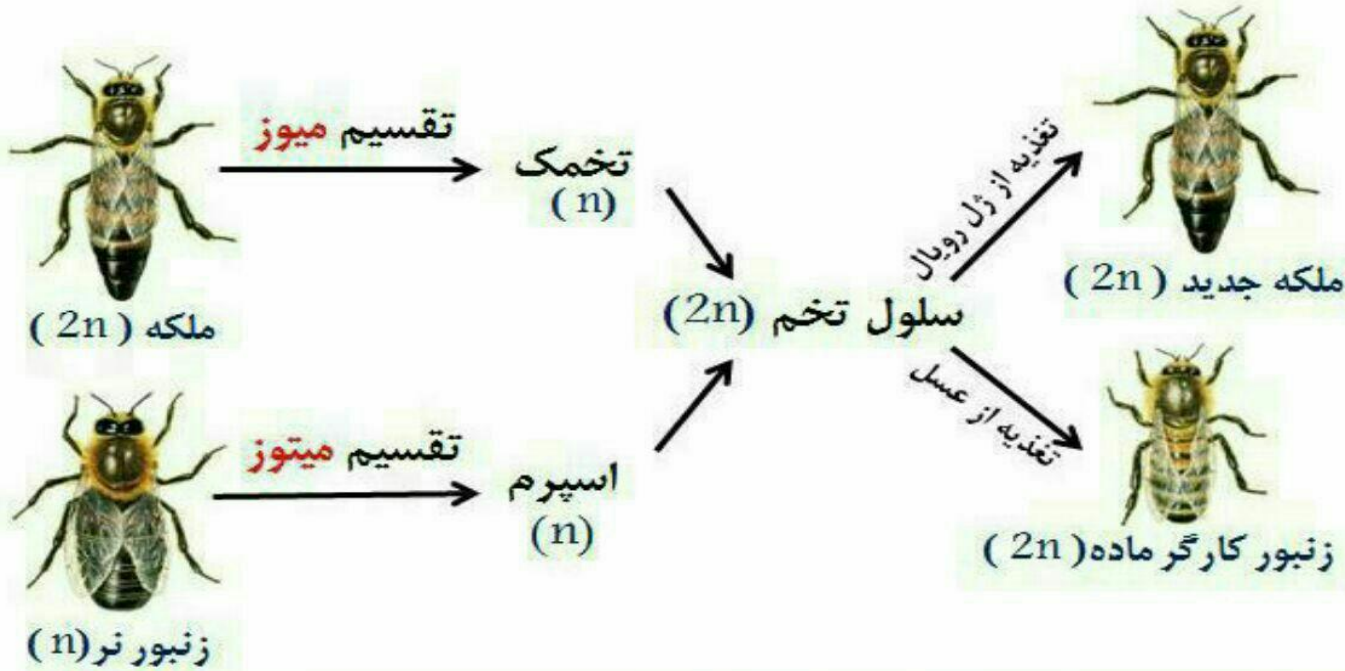 تقسیم میوز
تخمک
(n)
ملکه (2n)
تقسیم میتوز
اسپرم
(n)
زنبور نر(n)
سلول تخم (2n)
تغذیه از ژل رویال
ملکه جدید (2n)
تغذیه از عسل
زنبور کارگر ماده(2n)